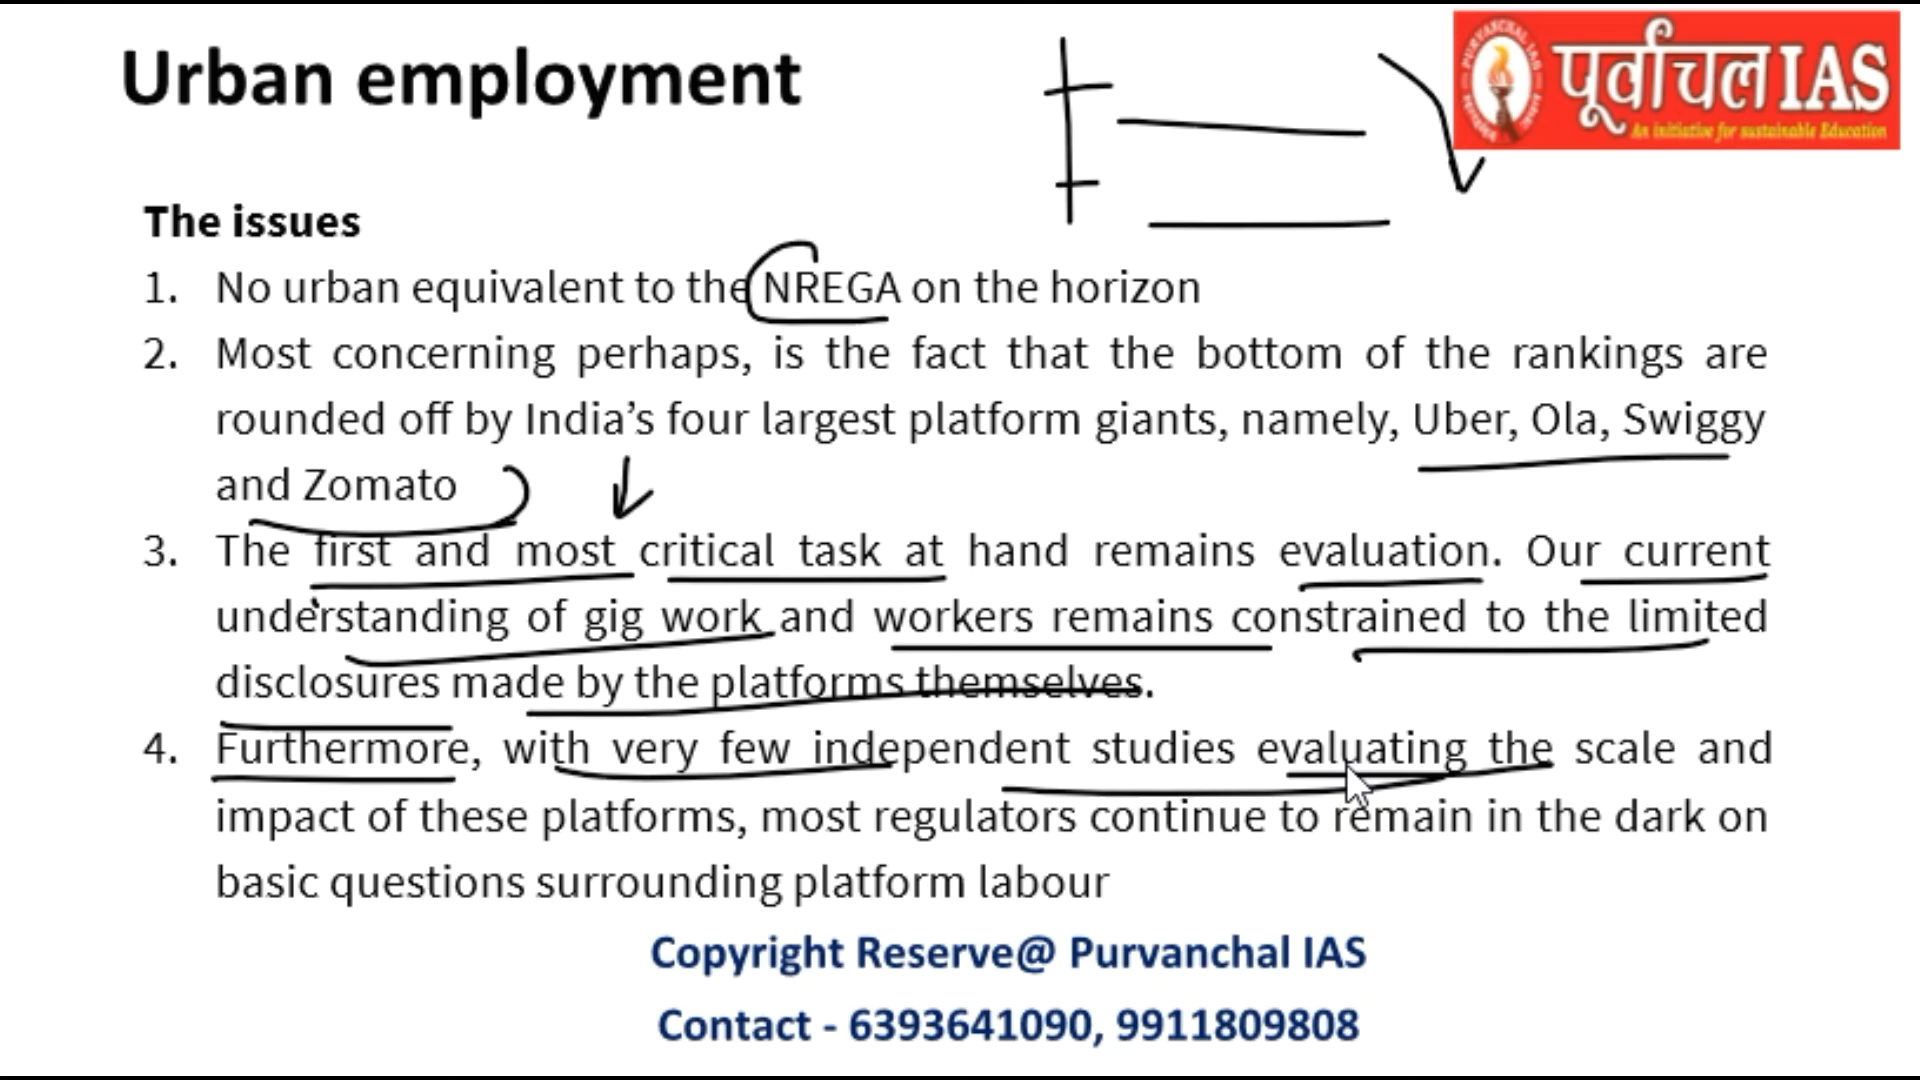 Urban employment
पूर्वांचल IAS
An initiative for sustainable Education
The issues
1. No urban equivalent to the NREGA on the horizon
2. Most concerning perhaps, is the fact that the bottom of the rankings are
rounded off by India’s four largest platform giants, namely, Uber, Ola, Swiggy
and Zomato
3. The first and most critical task at hand remains evaluation. Our current
understanding of gig work and workers remains constrained to the limited
disclosures made by the platforms themselves.
4. Furthermore, with very few independent studies evaluating the scale and
impact of these platforms, most regulators continue to remain in the dark on
basic questions surrounding platform labour
Copyright Reserve@ Purvanchal IAS
Contact - 6393641090, 9911809808